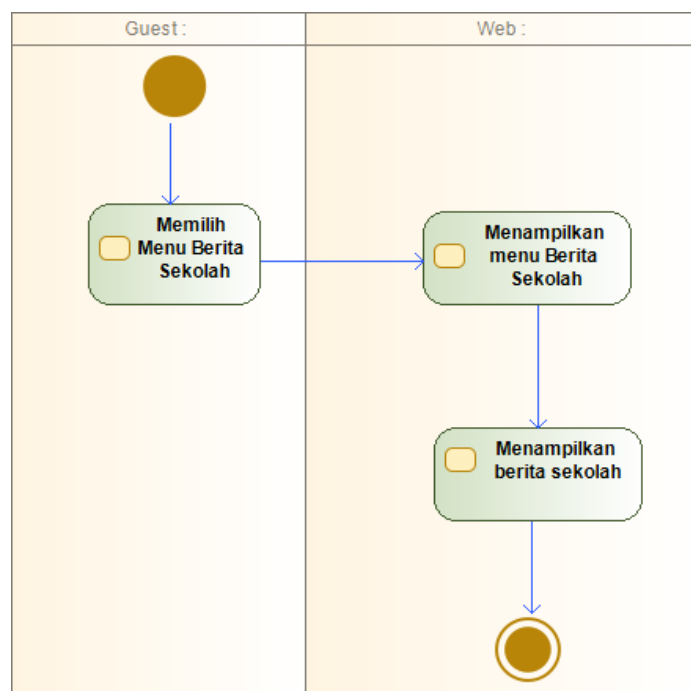 Guest :
Web :
Memilih
Menu Berita
Sekolah
Menampilkan
menu Berita
Sekolah
Menampilkan
berita sekolah